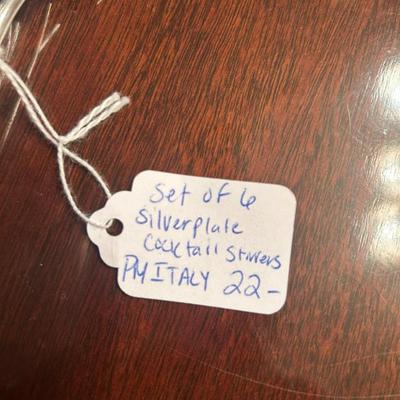 Set of 6
Silverplate
Cocktail Stirrers
PM ITALY 22-